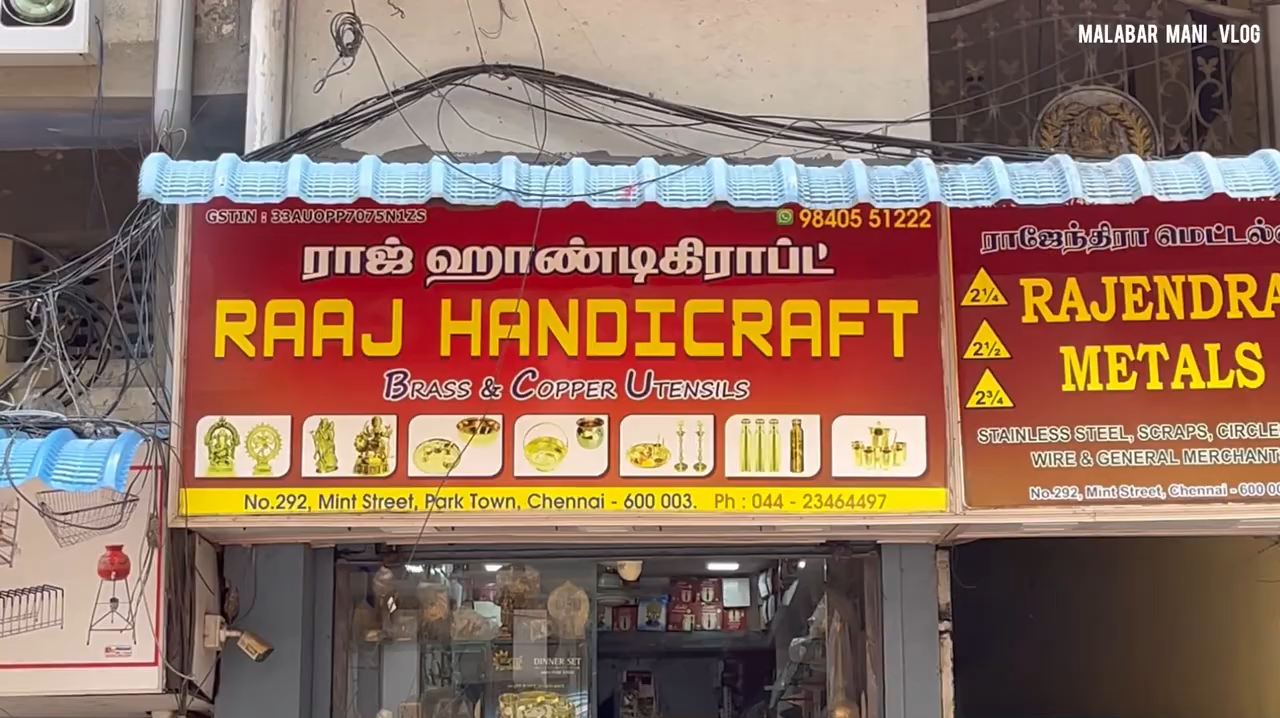 MALABAR MANI VLOG
GSTIN : 33AUOPP7075N1ZS
98405 51222
ராஜ் ஹாண்டிகிராப்ட்
RAAJ HANDICRAFT
BRASS & COPPER UTENSILS
No.292, Mint Street, Park Town, Chennai - 600 003. Ph : 044 - 23464497
ராஜேந்திரா மெட்டல்
2¼
2½
2¾
RAJENDRA
METALS
STAINLESS STEEL, SCRAPS, CIRCLE
WIRE & GENERAL MERCHANT
No.292, Mint Street, Chennai - 600 00
DINNER SET